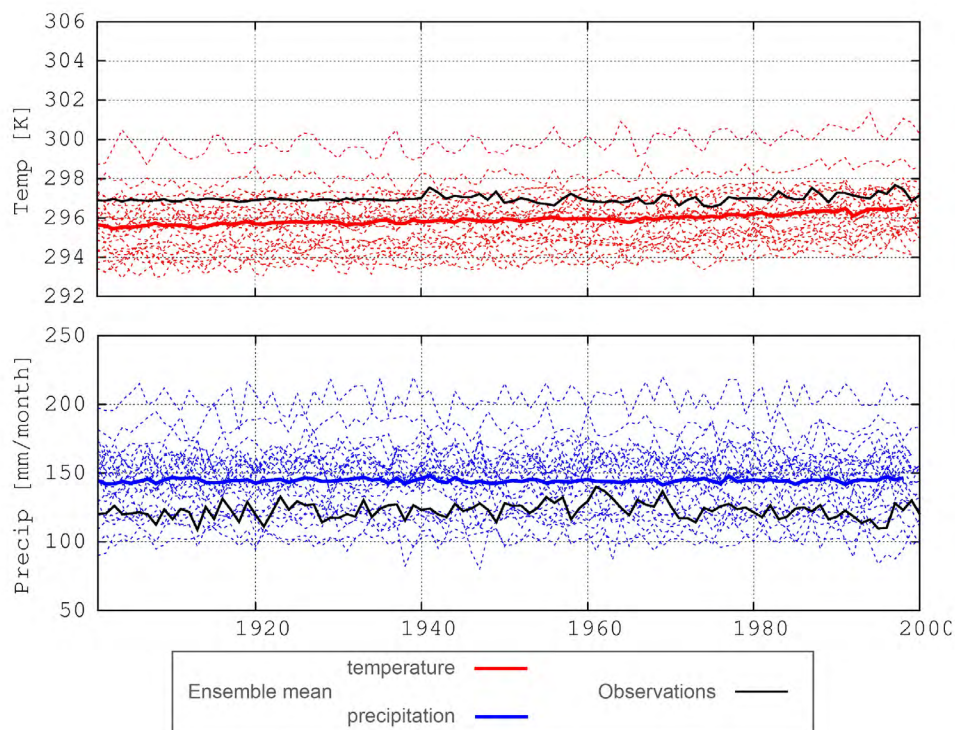 306
304
302
300
298
296
294
292
Temp [K]
250
200
150
100
50
Precip [mm/month]
1920 1940 1960 1980 2000
temperature
Ensemble mean Observations
precipitation